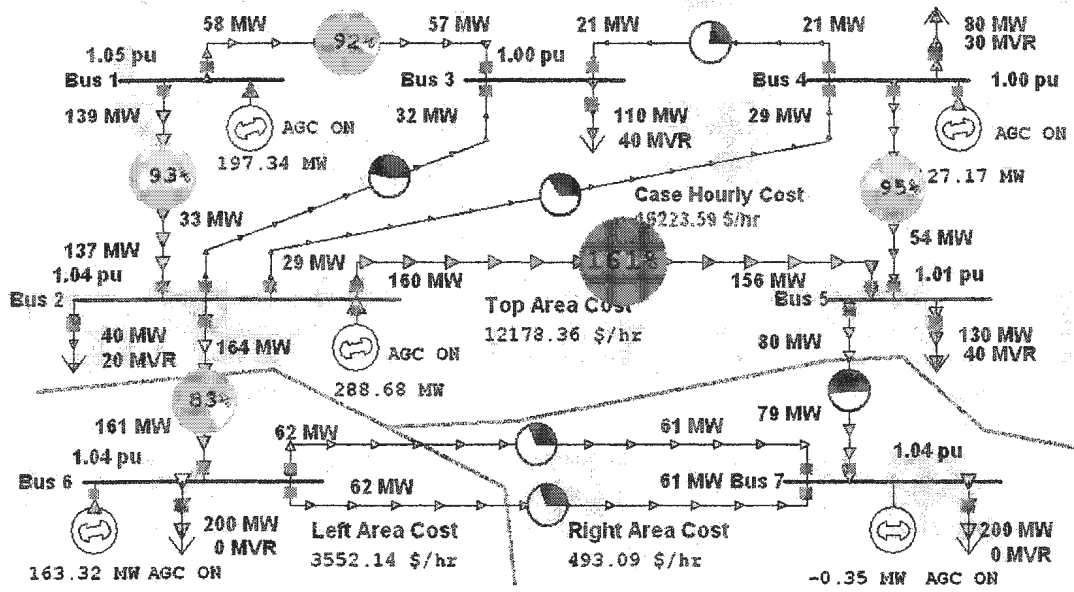 58 MW
92%
57 MW
21 MW
21 MW
80 MW
30 MVR
1.05 pu
1.00 pu
Bus 1
Bus 3
Bus 4
1.00 pu
139 MW
32 MW
110 MW
40 MVR
29 MW
AGC ON
AGC ON
197.34 MW
93%
95%
27.17 MW
Case Hourly Cost
16223.59 $/hr
33 MW
54 MW
137 MW
1.04 pu
29 MW
160 MW
161%
156 MW
1.01 pu
Bus 2
Bus 5
Top Area Cost
12178.36 $/hr
40 MW
20 MVR
164 MW
AGC ON
80 MW
130 MW
40 MVR
288.68 MW
83%
79 MW
161 MW
62 MW
61 MW
1.04 pu
1.04 pu
Bus 6
62 MW
61 MW
Bus 7
200 MW
0 MVR
Left Area Cost
3552.14 $/hr
Right Area Cost
493.09 $/hr
200 MW
0 MVR
163.32 MW AGC ON
-0.35 MW AGC ON